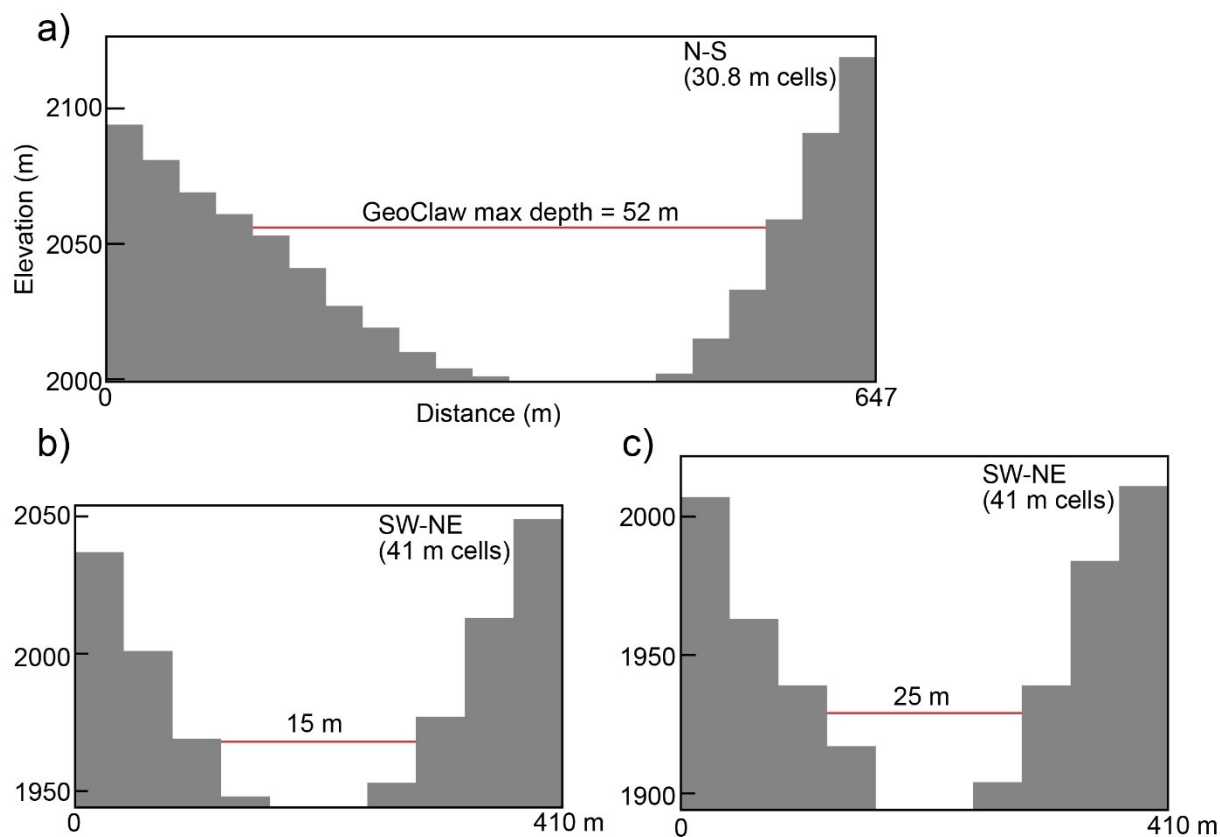 a)
N-S
(30.8 m cells)
2100
GeoClaw max depth = 52 m
2050
Elevation (m)
2000
0
Distance (m)
647
b)
SW-NE
(41 m cells)
2050
2000
15 m
1950
0
410 m
c)
SW-NE
(41 m cells)
2000
1950
25 m
1900
0
410 m